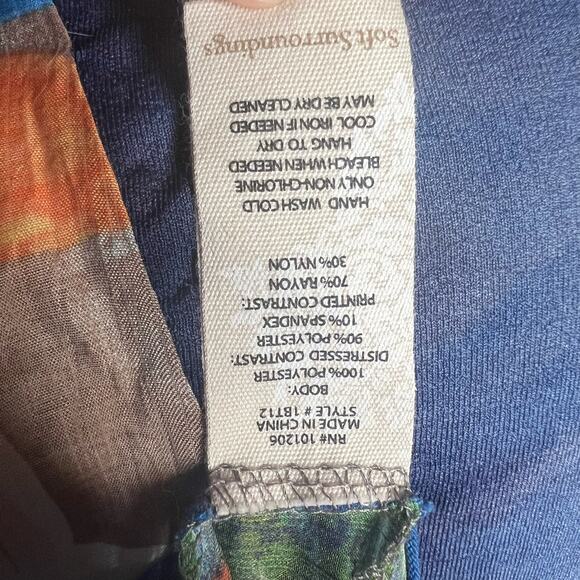 RN# 101206
MADE IN CHINA
STYLE # 1BT12
BODY:
100% POLYESTER
DISTRESSED CONTRAST:
90% POLYESTER
10% SPANDEX
PRINTED CONTRAST:
70% RAYON
30% NYLON
HAND WASH COLD
ONLY NON-CHLORINE
BLEACH WHEN NEEDED
HANG TO DRY
COOL IRON IF NEEDED
MAY BE DRY CLEANED
Soft Surroundings